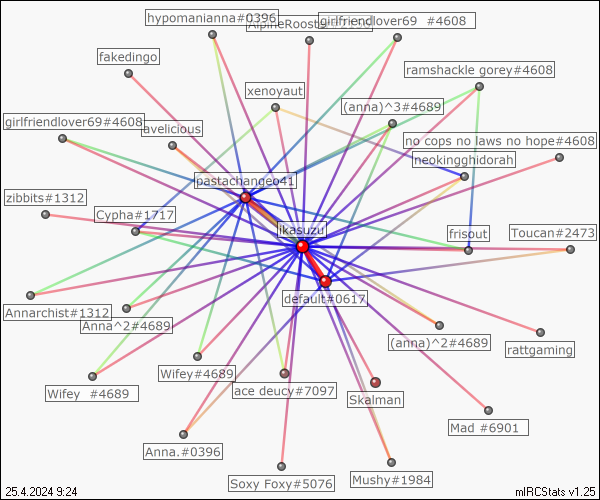 hypomanianna#0396
girlfriendlover69 #4608
fakedingo
ramshackle gorey#4608
xenoyaut
(anna)^3#4689
girlfriendlover69#4608
avelicious
no cops no laws no hope#4608
neokingghidorah
pastachangeo41
zibbits#1312
Cypha#1717
ikasuzu
frisout
Toucan#2473
default#0617
Annarchist#1312
Anna^2#4689
(anna)^2#4689
rattgaming
Wifey#4689
Wifey #4689
ace deucy#7097
Skalman
Mad #6901
Anna.#0396
Soxy Foxy#5076
Mushy#1984
25.4.2024 9:24
mIRCStats v1.25